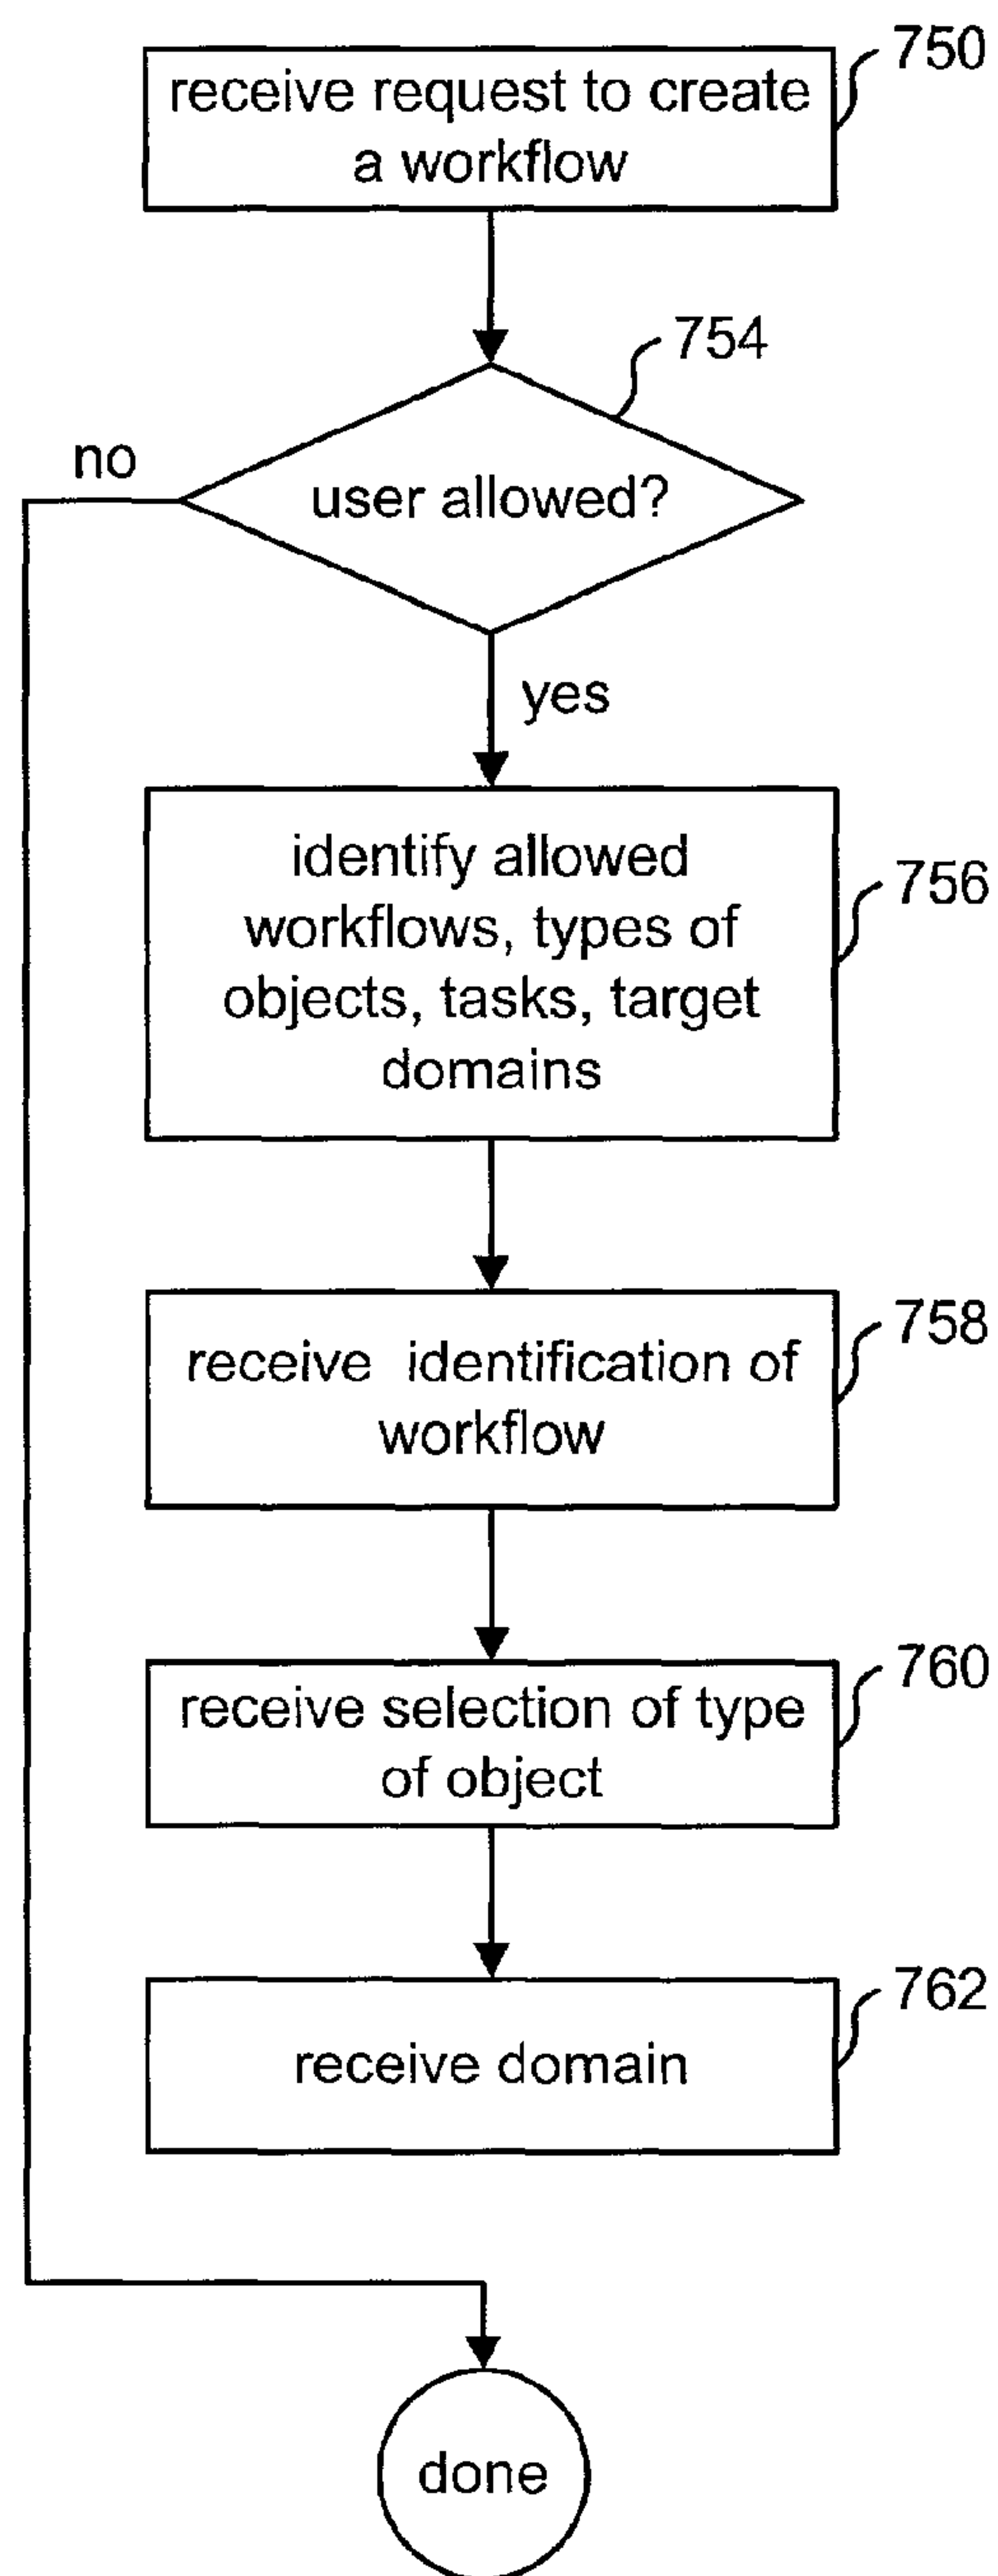 750
receive request to create
a workflow
754
no
user allowed?
yes
identify allowed
workflows, types of
objects, tasks, target
domains
756
758
receive identification of
workflow
760
receive selection of type
of object
762
receive domain
done